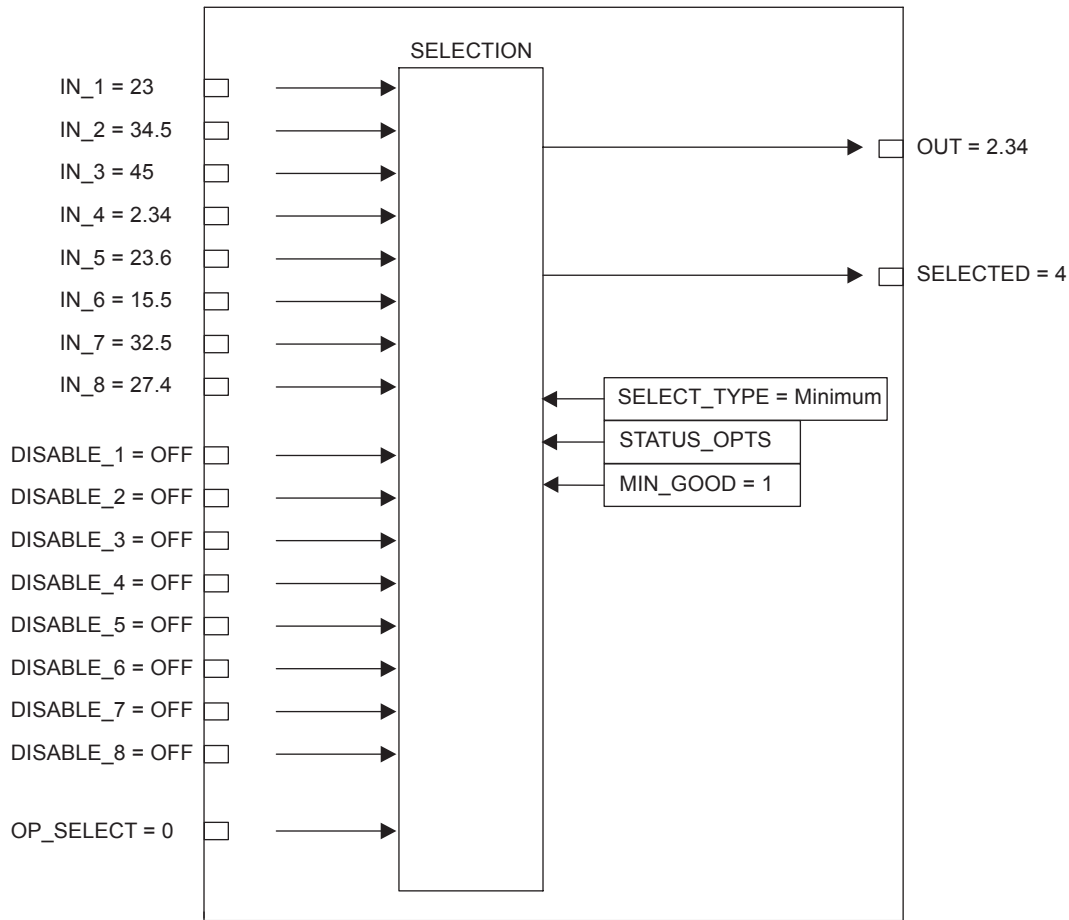 SELECTION
IN_1 = 23
IN_2 = 34.5
IN_3 = 45
IN_4 = 2.34
IN_5 = 23.6
IN_6 = 15.5
IN_7 = 32.5
IN_8 = 27.4
DISABLE_1 = OFF
DISABLE_2 = OFF
DISABLE_3 = OFF
DISABLE_4 = OFF
DISABLE_5 = OFF
DISABLE_6 = OFF
DISABLE_7 = OFF
DISABLE_8 = OFF
OP_SELECT = 0
OUT = 2.34
SELECTED = 4
SELECT_TYPE = Minimum
STATUS_OPTS
MIN_GOOD = 1